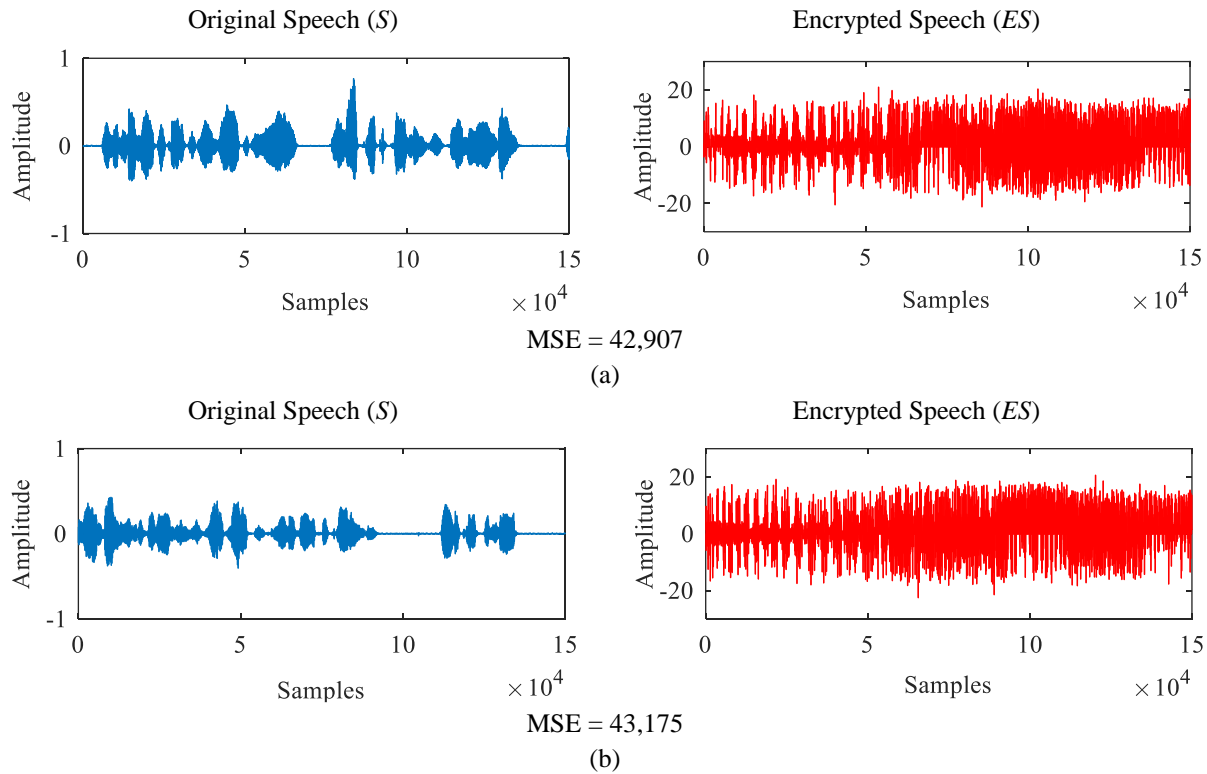 Original Speech (S) Encrypted Speech (ES)
1
0
-1
Amplitude
0 5 10 15
Samples × 10^4
20
0
-20
Amplitude
0 5 10 15
Samples × 10^4
MSE = 42,907
(a)
Original Speech (S) Encrypted Speech (ES)
1
0
-1
Amplitude
0 5 10 15
Samples × 10^4
20
0
-20
Amplitude
0 5 10 15
Samples × 10^4
MSE = 43,175
(b)